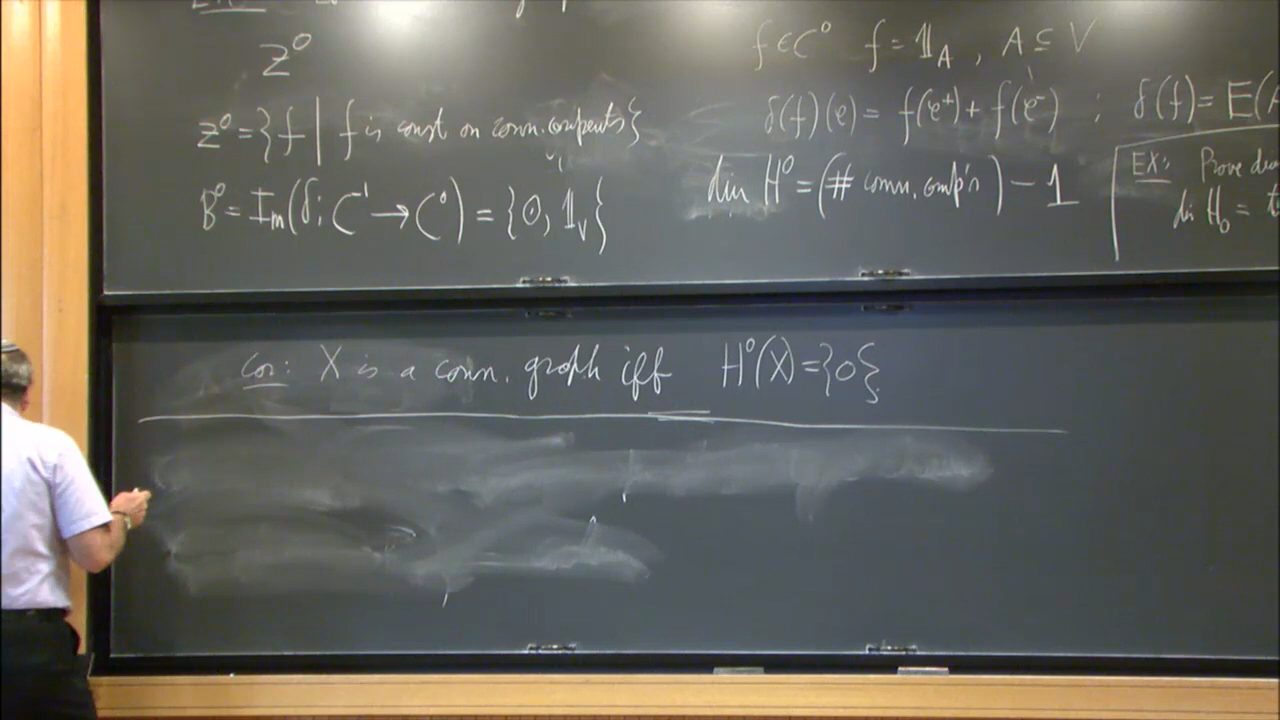 Z⁰
Z⁰ = {f | f is const on conn. components}
B⁰ = Im(δ: C⁻¹ → C⁰) = {0, 𝟙_V}
f ∈ C⁰ f = 𝟙_A , A ⊆ V
δ(f)(e) = f(e⁺) + f(e⁻) ; δ(f) = E(A
dim H⁰ = (# conn. comp's) − 1
EX: Prove
dim H₀ =
Cor: X is a conn. graph iff H⁰(X) = {0}.